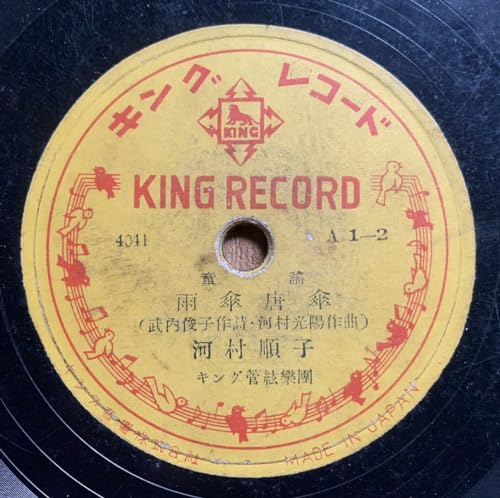 キングレコード
KING
KING RECORD
4041
A 1-2
童謠
雨傘唐傘
(武內俊子作詩・河村光陽作曲)
河村順子
キング管絃樂團
MADE IN JAPAN